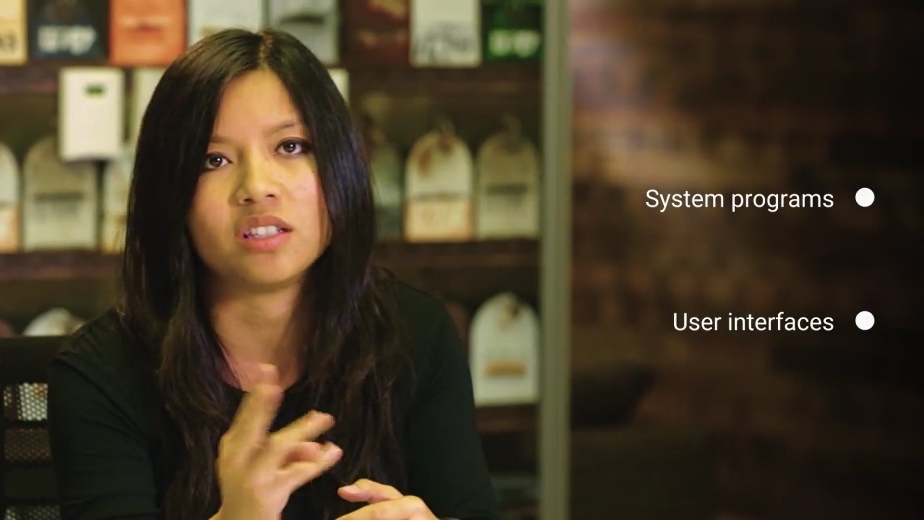 System programs
User interfaces